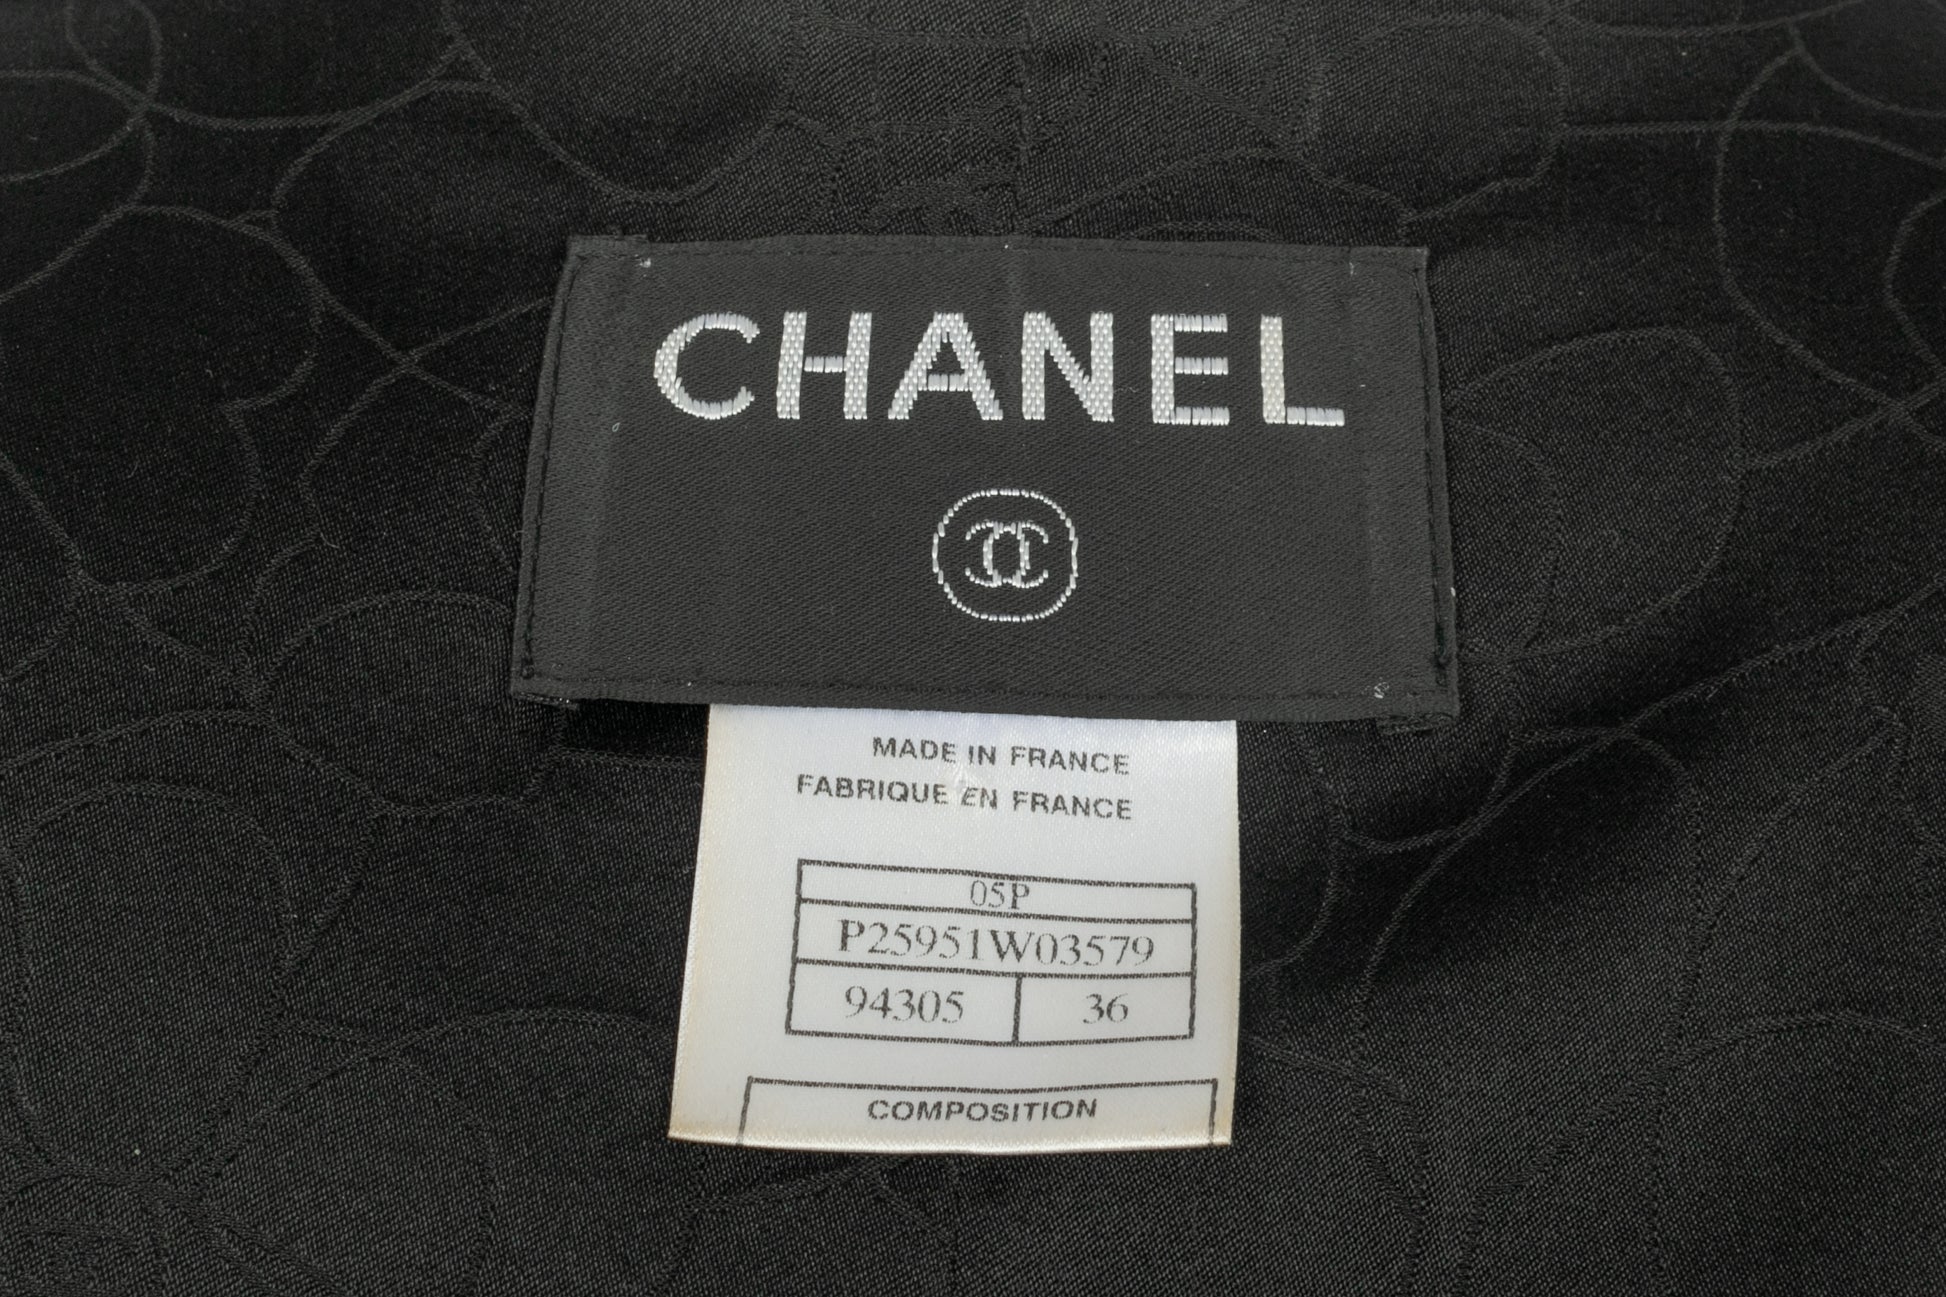 CHANEL
MADE IN FRANCE
FABRIQUE EN FRANCE
05P
P25951W03579
94305 36
COMPOSITION